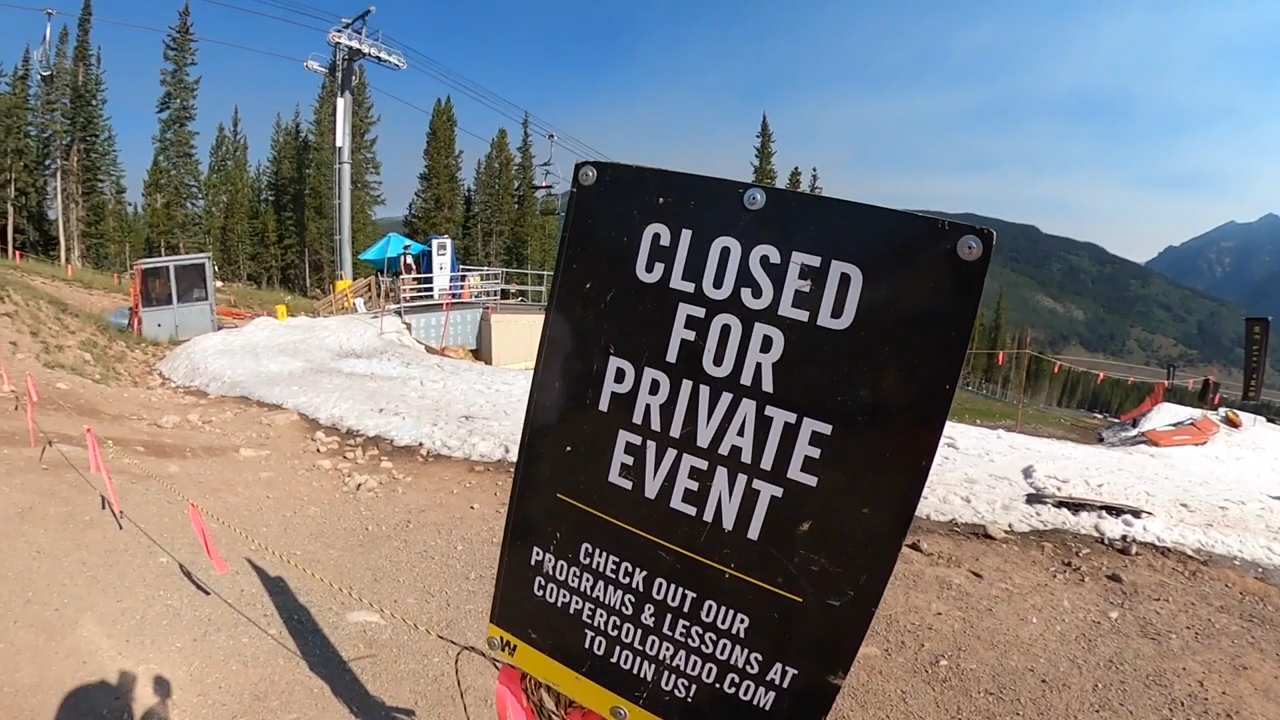 CLOSED
FOR
PRIVATE
EVENT
CHECK OUT OUR
PROGRAMS & LESSONS AT
COPPERCOLORADO.COM
TO JOIN US!